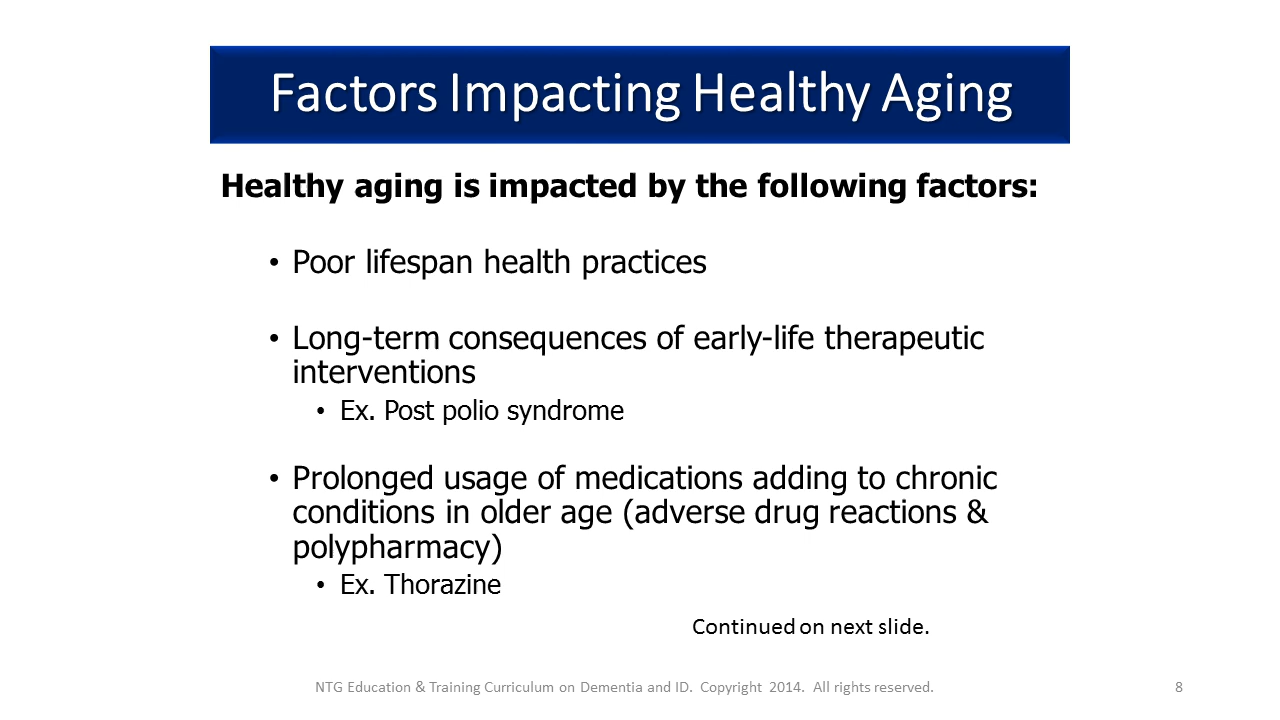 Factors Impacting Healthy Aging
Healthy aging is impacted by the following factors:
• Poor lifespan health practices
• Long-term consequences of early-life therapeutic
interventions
• Ex. Post polio syndrome
• Prolonged usage of medications adding to chronic
conditions in older age (adverse drug reactions &
polypharmacy)
• Ex. Thorazine
Continued on next slide.
NTG Education & Training Curriculum on Dementia and ID. Copyright 2014. All rights reserved.
8